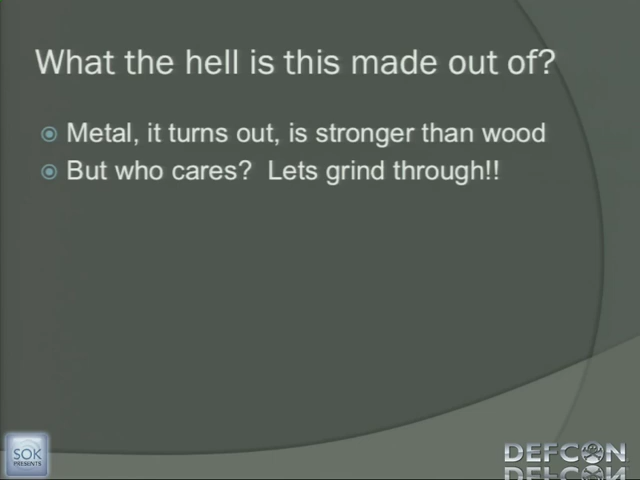 What the hell is this made out of?
Metal, it turns out, is stronger than wood
But who cares? Lets grind through!!
SOK
PRESENTS
DEFCON